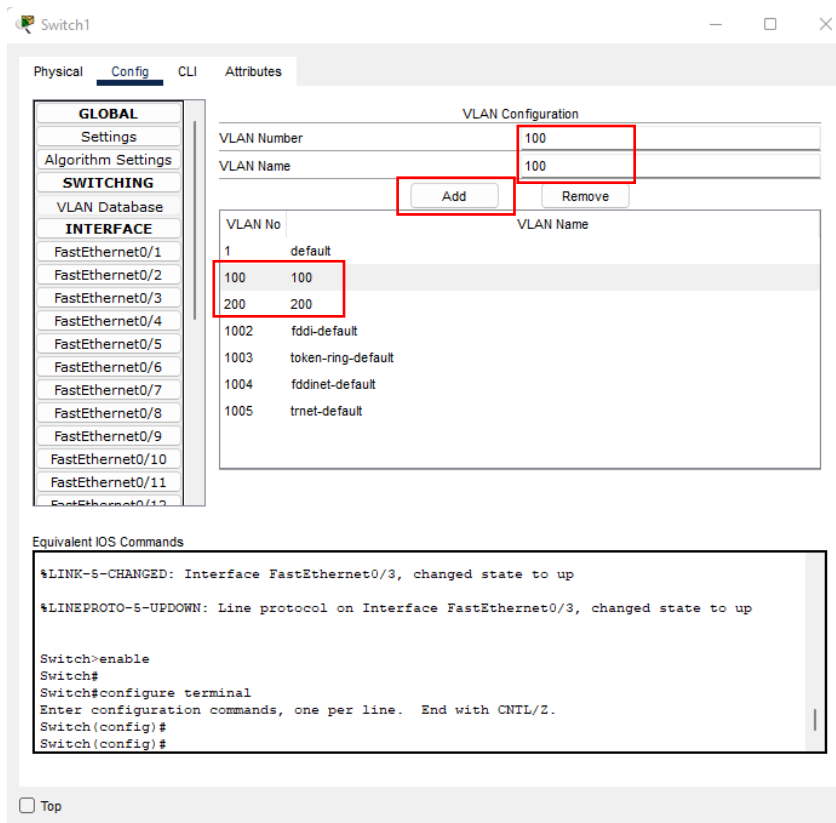 Switch1
Physical Config CLI Attributes
GLOBAL
Settings
Algorithm Settings
SWITCHING
VLAN Database
INTERFACE
FastEthernet0/1
FastEthernet0/2
FastEthernet0/3
FastEthernet0/4
FastEthernet0/5
FastEthernet0/6
FastEthernet0/7
FastEthernet0/8
FastEthernet0/9
FastEthernet0/10
FastEthernet0/11
FastEthernet0/12
VLAN Configuration
VLAN Number 100
VLAN Name 100
Add Remove
VLAN No VLAN Name
1 default
100 100
200 200
1002 fddi-default
1003 token-ring-default
1004 fddinet-default
1005 trnet-default
Equivalent IOS Commands
%LINK-5-CHANGED: Interface FastEthernet0/3, changed state to up
%LINEPROTO-5-UPDOWN: Line protocol on Interface FastEthernet0/3, changed state to up
Switch>enable
Switch#
Switch#configure terminal
Enter configuration commands, one per line. End with CNTL/Z.
Switch(config)#
Switch(config)#
Top